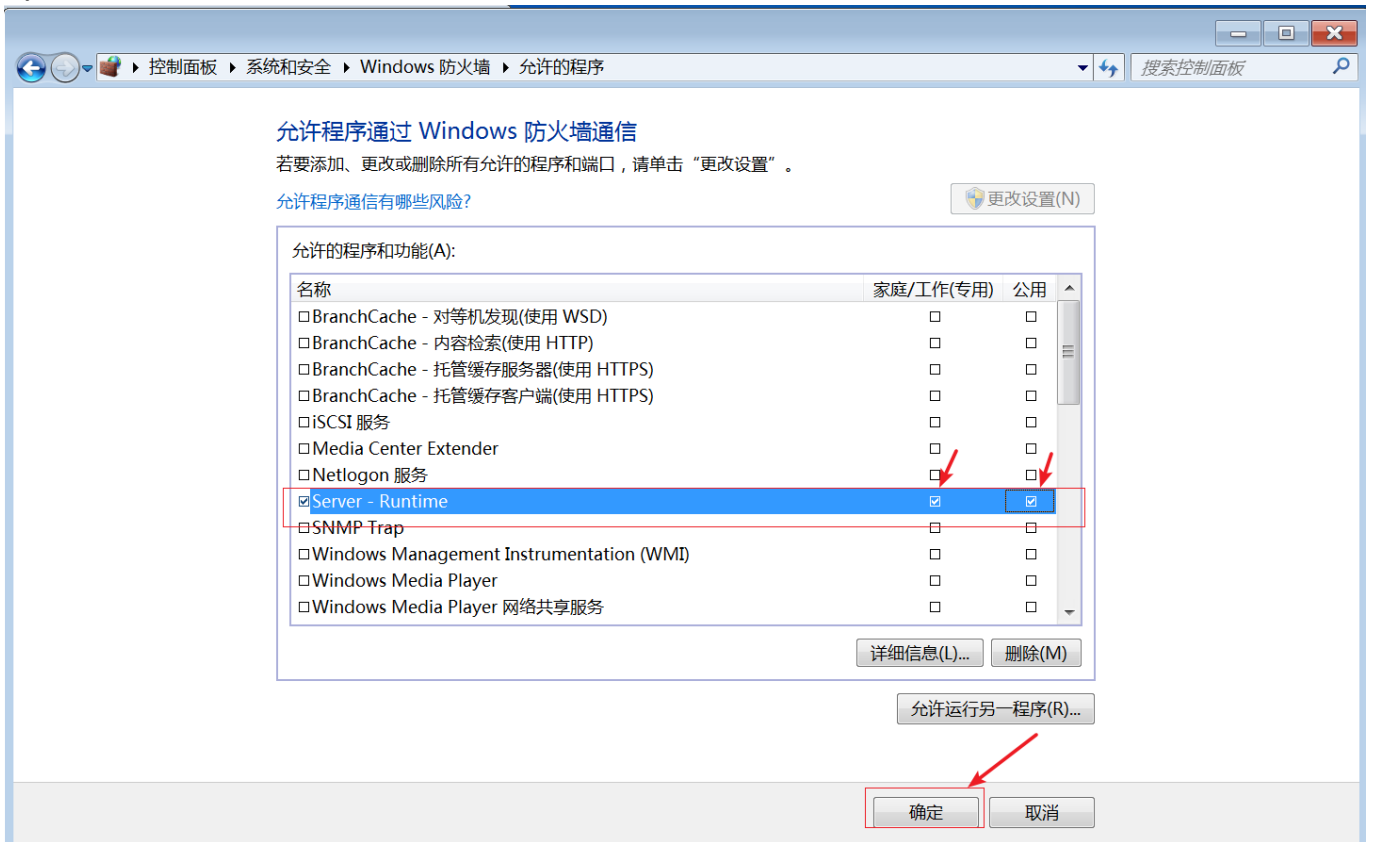 控制面板 系统和安全 Windows 防火墙 允许的程序 搜索控制面板
允许程序通过 Windows 防火墙通信
若要添加、更改或删除所有允许的程序和端口，请单击“更改设置”。
允许程序通信有哪些风险? 更改设置(N)
允许的程序和功能(A):
名称 家庭/工作(专用) 公用
BranchCache - 对等机发现(使用 WSD)
BranchCache - 内容检索(使用 HTTP)
BranchCache - 托管缓存服务器(使用 HTTPS)
BranchCache - 托管缓存客户端(使用 HTTPS)
iSCSI 服务
Media Center Extender
Netlogon 服务
Server - Runtime
SNMP Trap
Windows Management Instrumentation (WMI)
Windows Media Player
Windows Media Player 网络共享服务
详细信息(L)... 删除(M)
允许运行另一程序(R)...
确定 取消